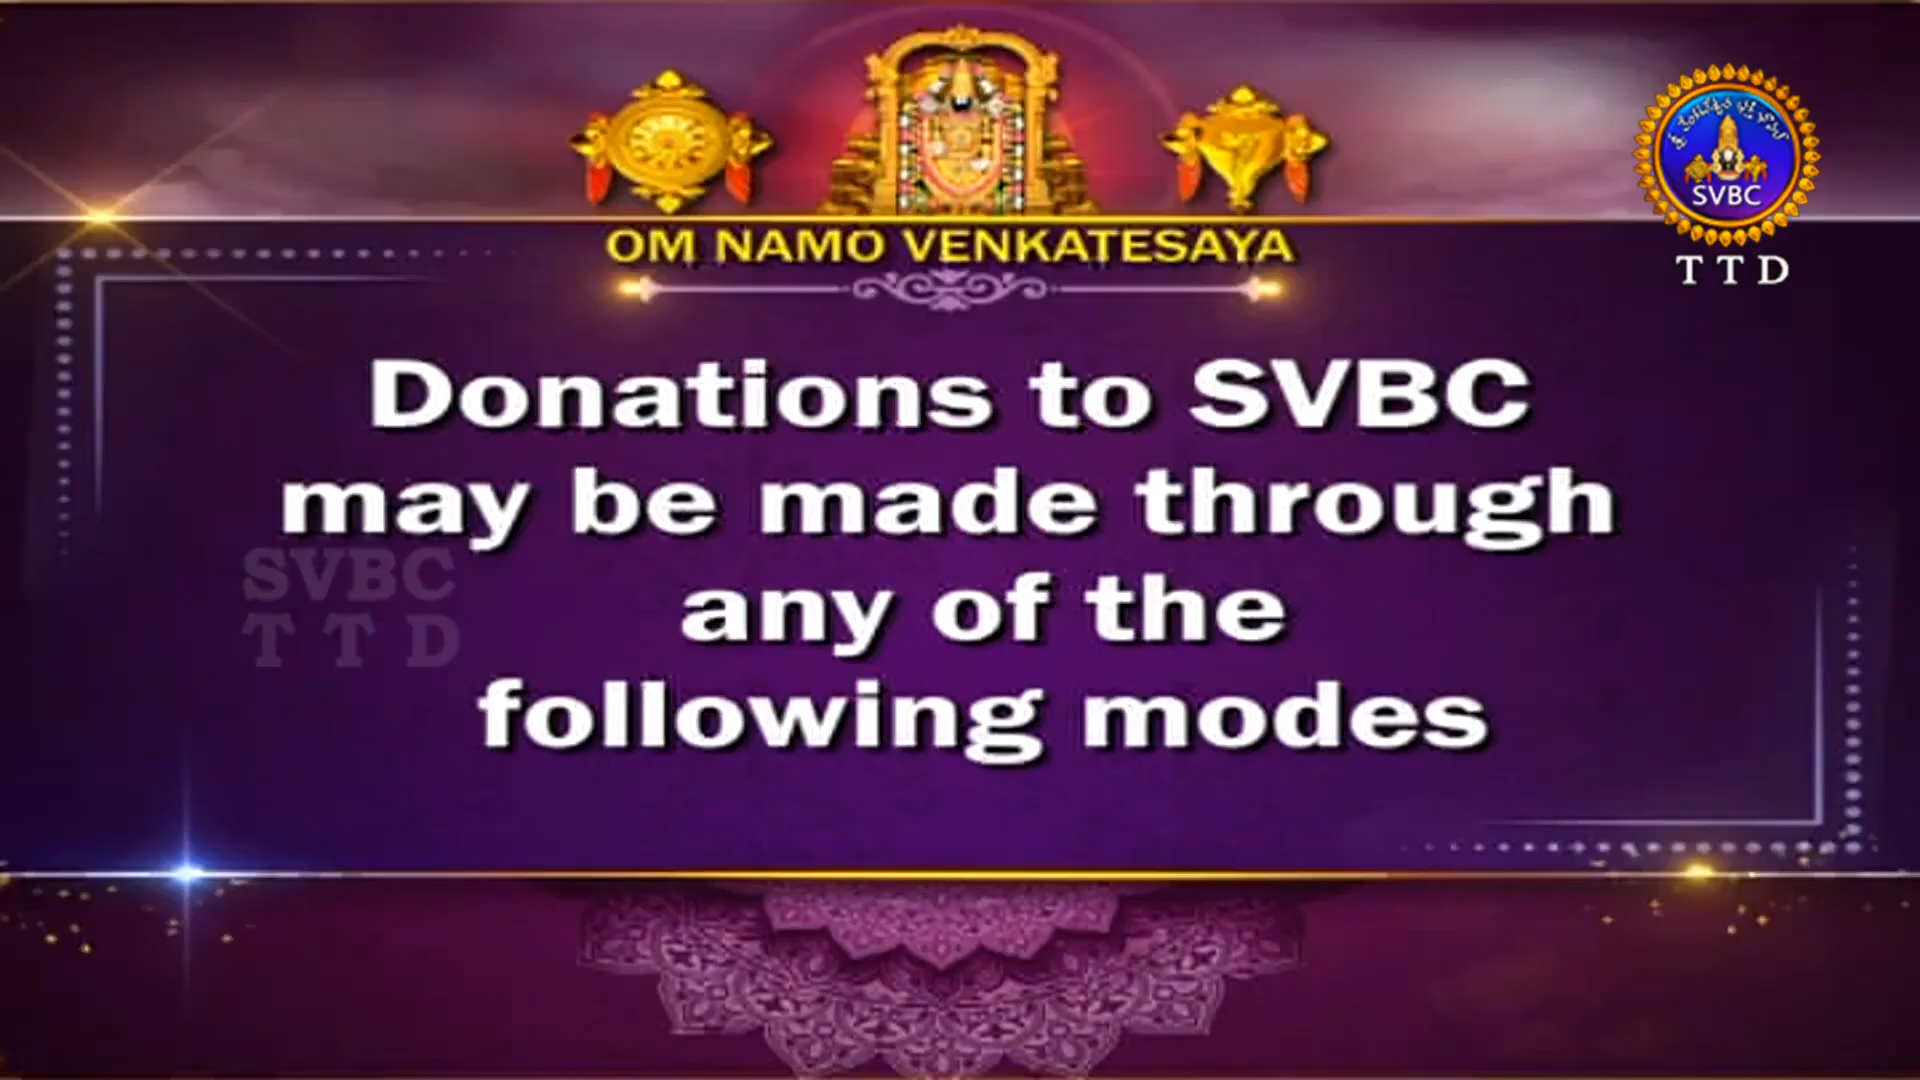 OM NAMO VENKATESAYA
SVBC
T T D
Donations to SVBC
may be made through
any of the
following modes
SVBC
T T D